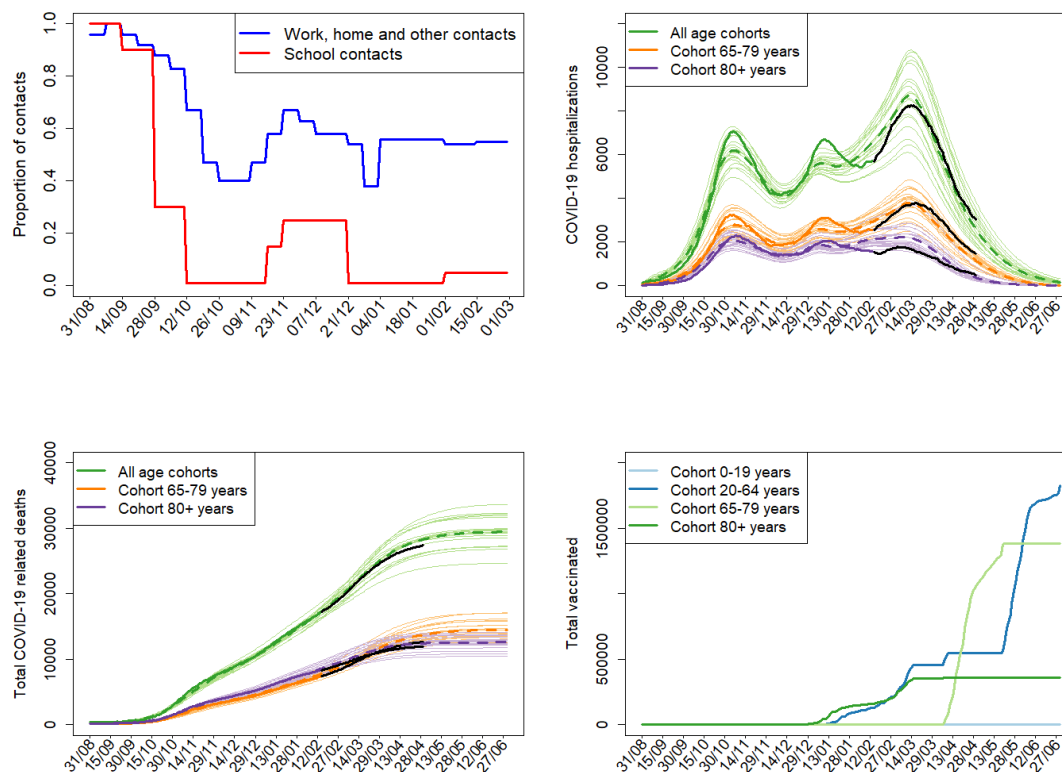 Proportion of contacts
1.0
0.8
0.6
0.4
0.2
0.0
Work, home and other contacts
School contacts
31/08 14/09 28/09 12/10 26/10 09/11 23/11 07/12 21/12 04/01 18/01 01/02 15/02 01/03
COVID-19 hospitalizations
10000
6000
2000
0
All age cohorts
Cohort 65-79 years
Cohort 80+ years
31/08 15/09 30/09 15/10 30/10 14/11 29/11 14/12 29/12 13/01 28/01 12/02 27/02 14/03 29/03 13/04 28/04 13/05 28/05 12/06 27/06
Total COVID-19 related deaths
40000
30000
20000
10000
0
All age cohorts
Cohort 65-79 years
Cohort 80+ years
31/08 15/09 30/09 15/10 30/10 14/11 29/11 14/12 29/12 13/01 28/01 12/02 27/02 14/03 29/03 13/04 28/04 13/05 28/05 12/06 27/06
Total vaccinated
1500000
500000
0
Cohort 0-19 years
Cohort 20-64 years
Cohort 65-79 years
Cohort 80+ years
31/08 15/09 30/09 15/10 30/10 14/11 29/11 14/12 29/12 13/01 28/01 12/02 27/02 14/03 29/03 13/04 28/04 13/05 28/05 12/06 27/06